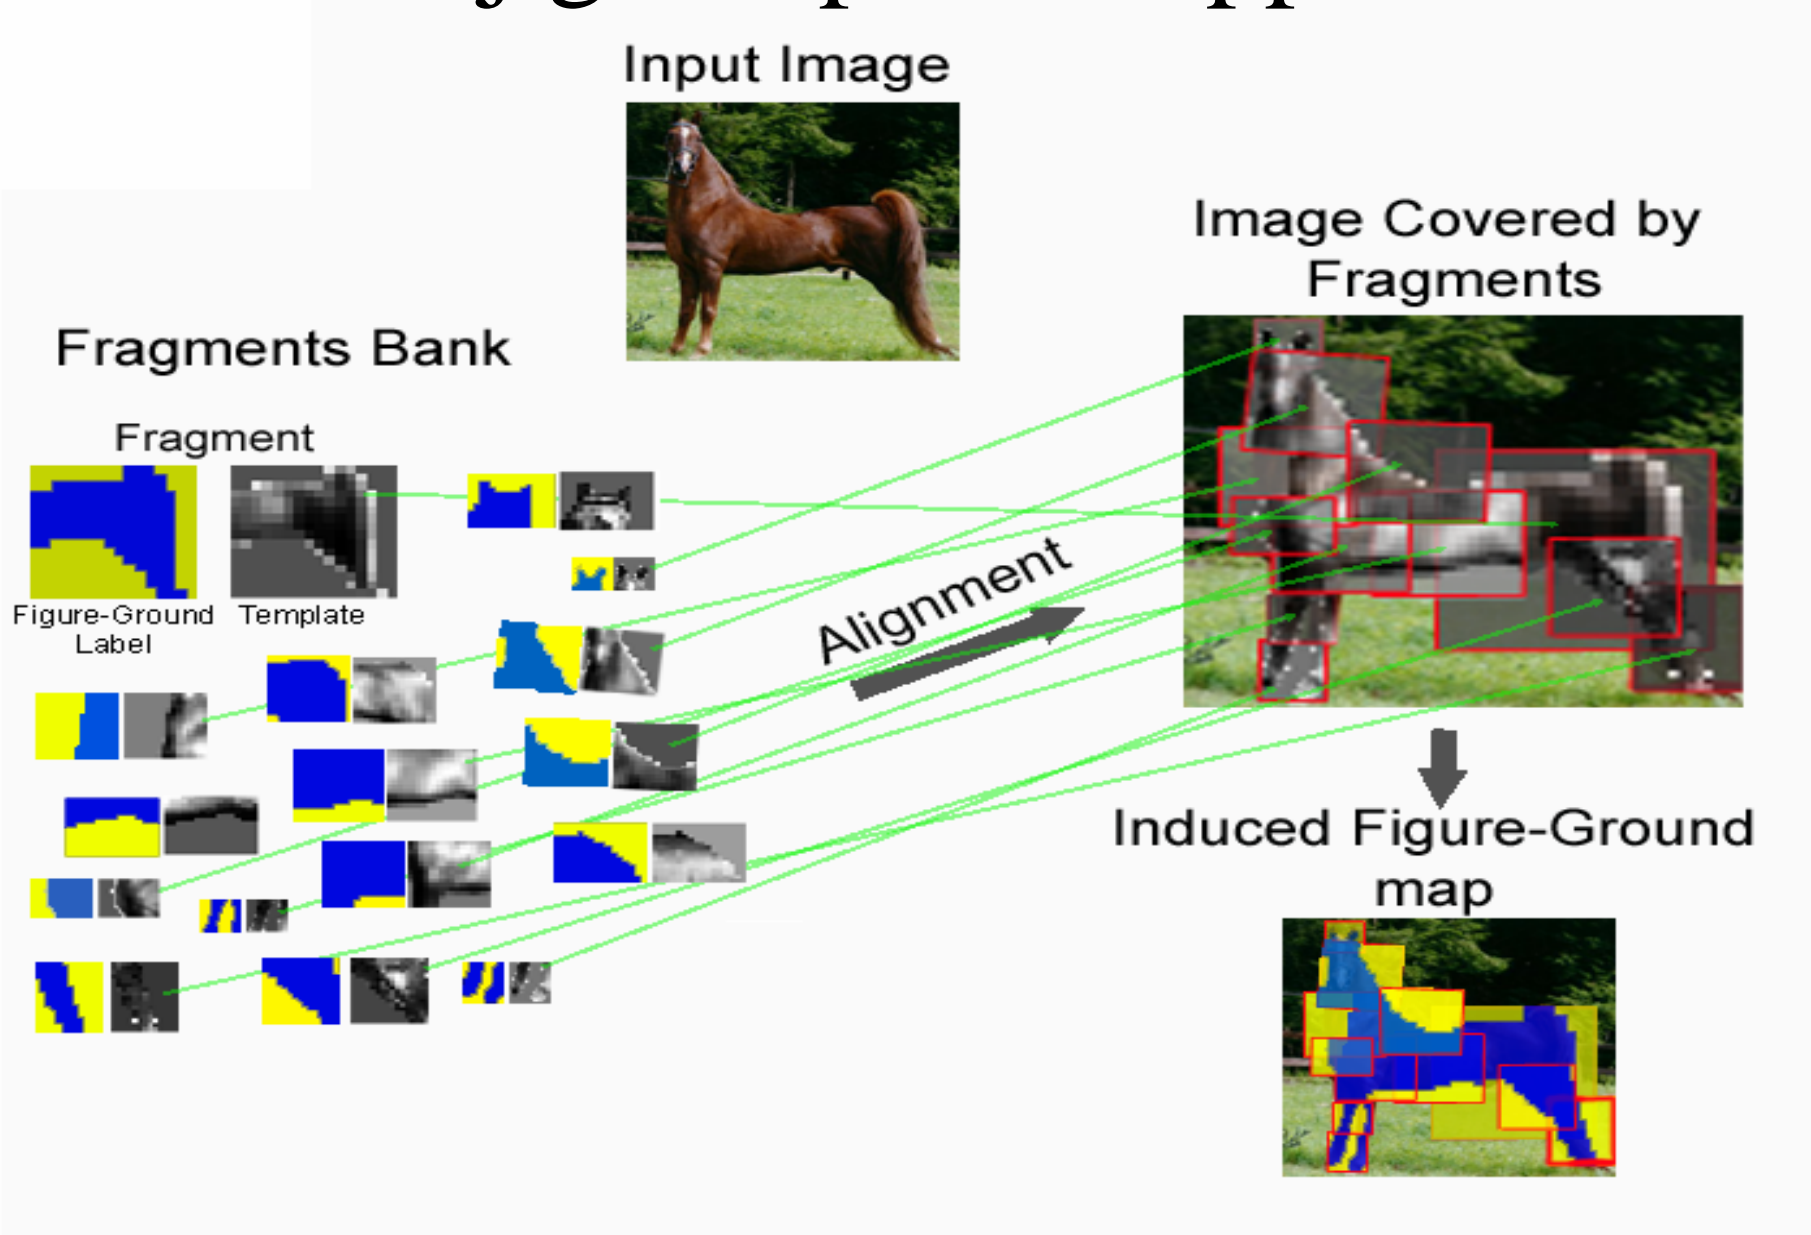 Input Image
Image Covered by
Fragments
Fragments Bank
Fragment
Figure-Ground
Label
Template
Alignment
Induced Figure-Ground
map